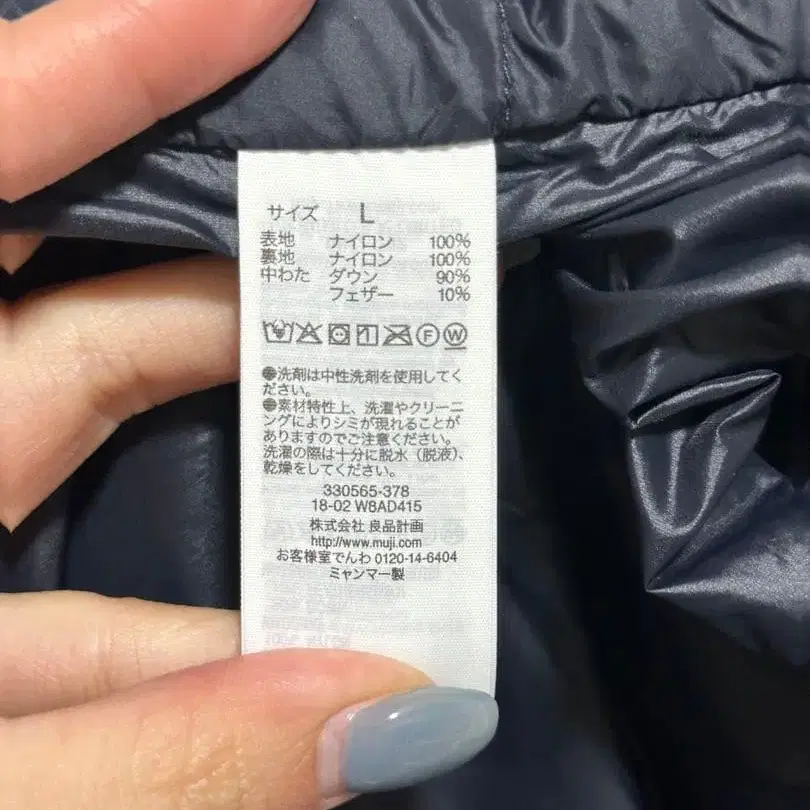 サイズ L
表地 ナイロン 100%
裏地 ナイロン 100%
中わた ダウン 90%
フェザー 10%
F W
●洗剤は中性洗剤を使用してく
ださい。
●素材特性上、洗濯やクリーニ
ングによりシミが現れることが
ありますのでご注意ください。
洗濯の際は十分に脱水（脱液）、
乾燥をしてください。
330565-378
18-02 W8AD415
株式会社 良品計画
http://www.muji.com
お客様室でんわ 0120-14-6404
ミャンマー製